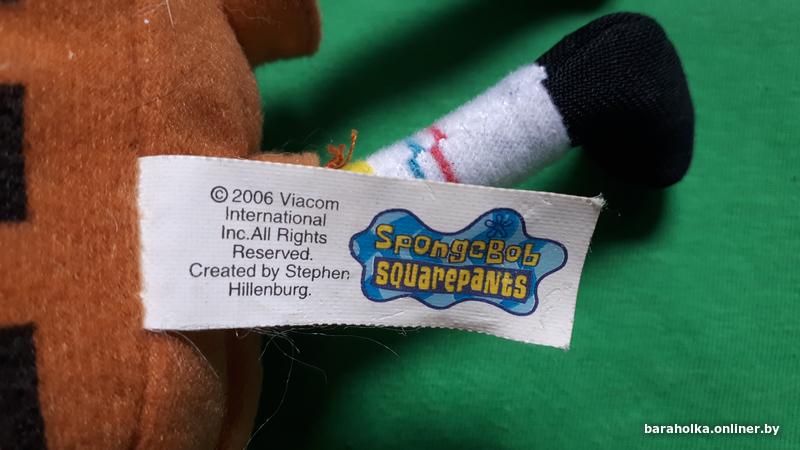 ©2006 Viacom
International
Inc.All Rights
Reserved.
Created by Stephen
Hillenburg.
SpongeBob
SQUAREPANTS
baraholka.onliner.by